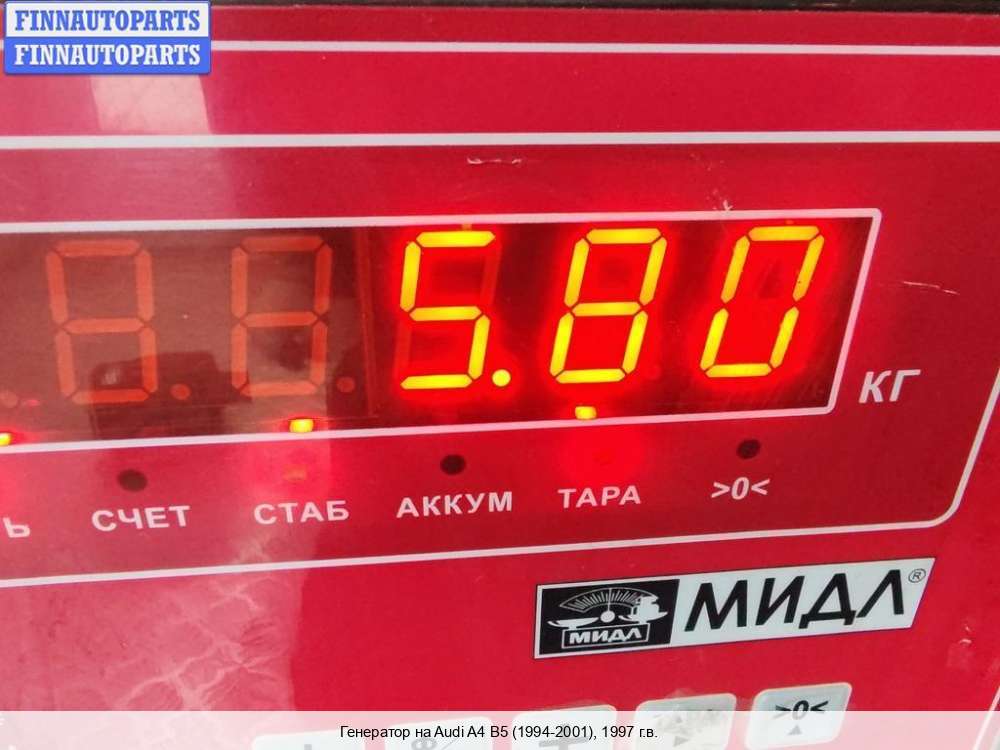 FINNAUTOPARTS
FINNAUTOPARTS
5.80
КГ
Ь СЧЕТ СТАБ АККУМ ТАРА >0<
МИДЛ МИДЛ®
>0<
Генератор на Audi A4 B5 (1994-2001), 1997 г.в.